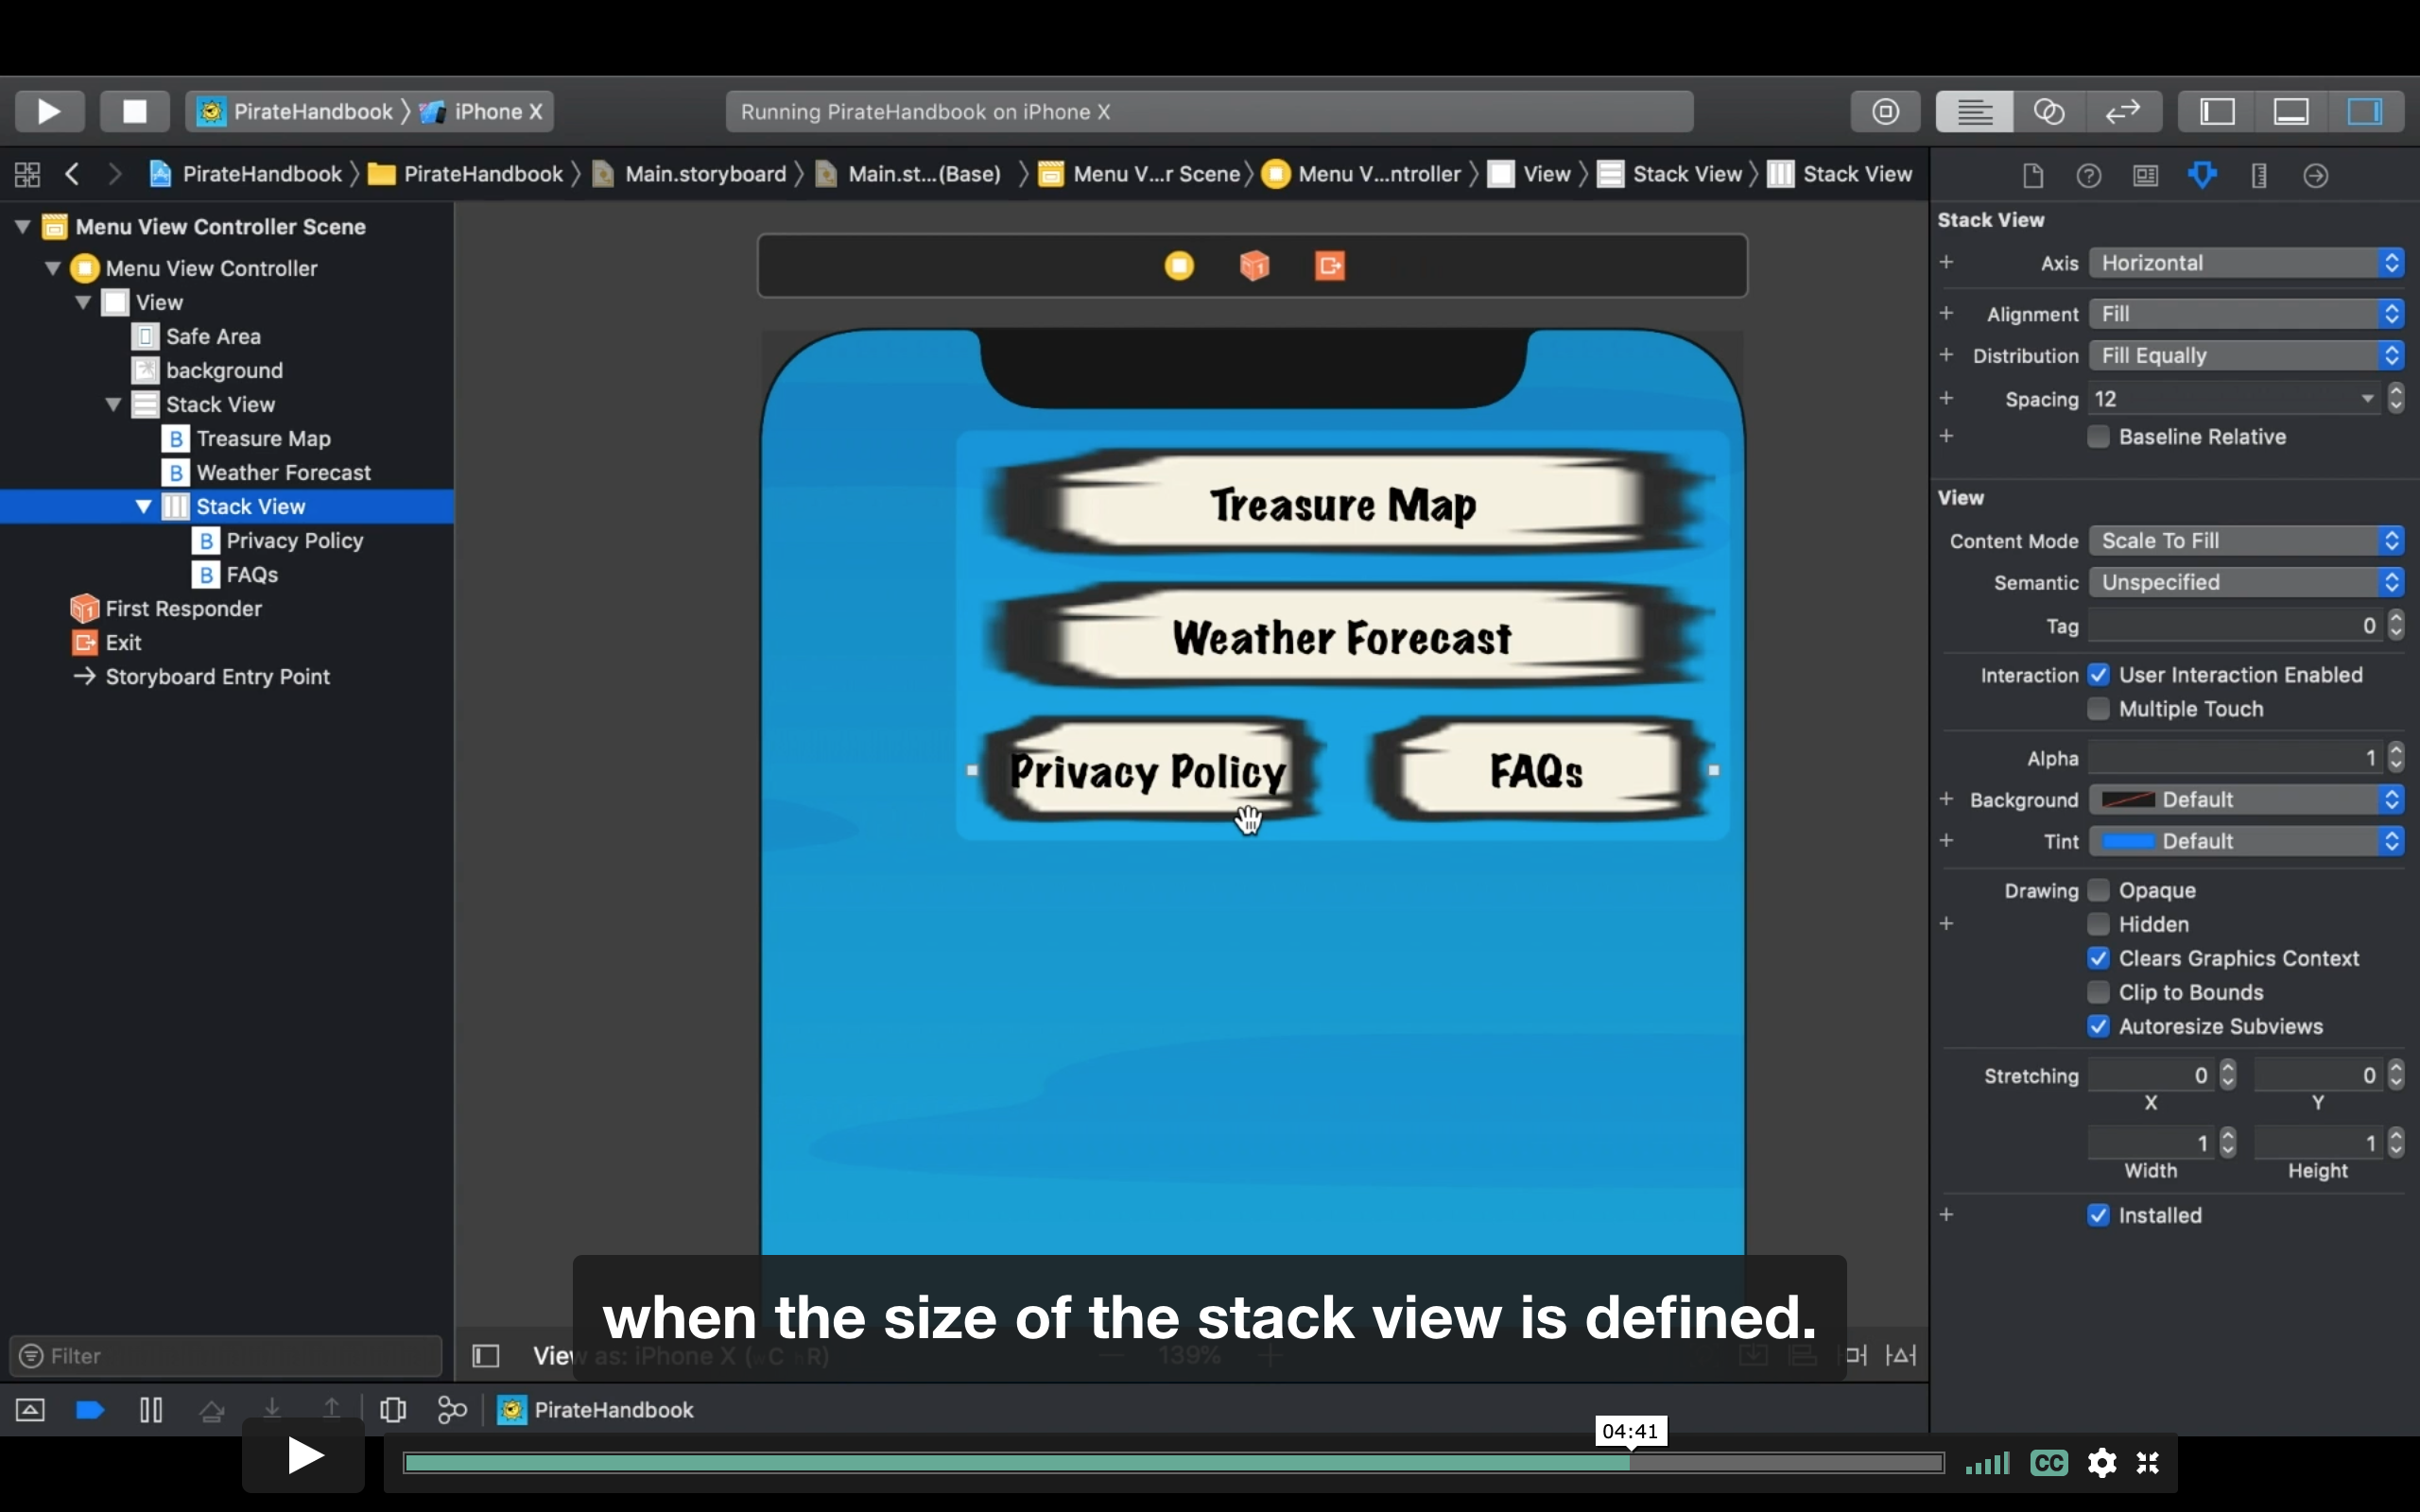 PirateHandbook 〉 iPhone X
Running PirateHandbook on iPhone X
PirateHandbook 〉 PirateHandbook 〉 Main.storyboard 〉 Main.st...(Base) 〉 Menu V...r Scene 〉 Menu V...ntroller 〉 View 〉 Stack View 〉 Stack View
Menu View Controller Scene
Menu View Controller
View
Safe Area
background
Stack View
B Treasure Map
B Weather Forecast
Stack View
B Privacy Policy
B FAQs
First Responder
Exit
Storyboard Entry Point
Filter
Treasure Map
Weather Forecast
Privacy Policy
FAQs
when the size of the stack view is defined.
View as: iPhone X (wC hR)
139%
PirateHandbook
Stack View
Axis Horizontal
Alignment Fill
Distribution Fill Equally
Spacing 12
Baseline Relative
View
Content Mode Scale To Fill
Semantic Unspecified
Tag 0
Interaction User Interaction Enabled
Multiple Touch
Alpha 1
Background Default
Tint Default
Drawing Opaque
Hidden
Clears Graphics Context
Clip to Bounds
Autoresize Subviews
Stretching 0 0
X Y
1 1
Width Height
Installed
04:41
CC